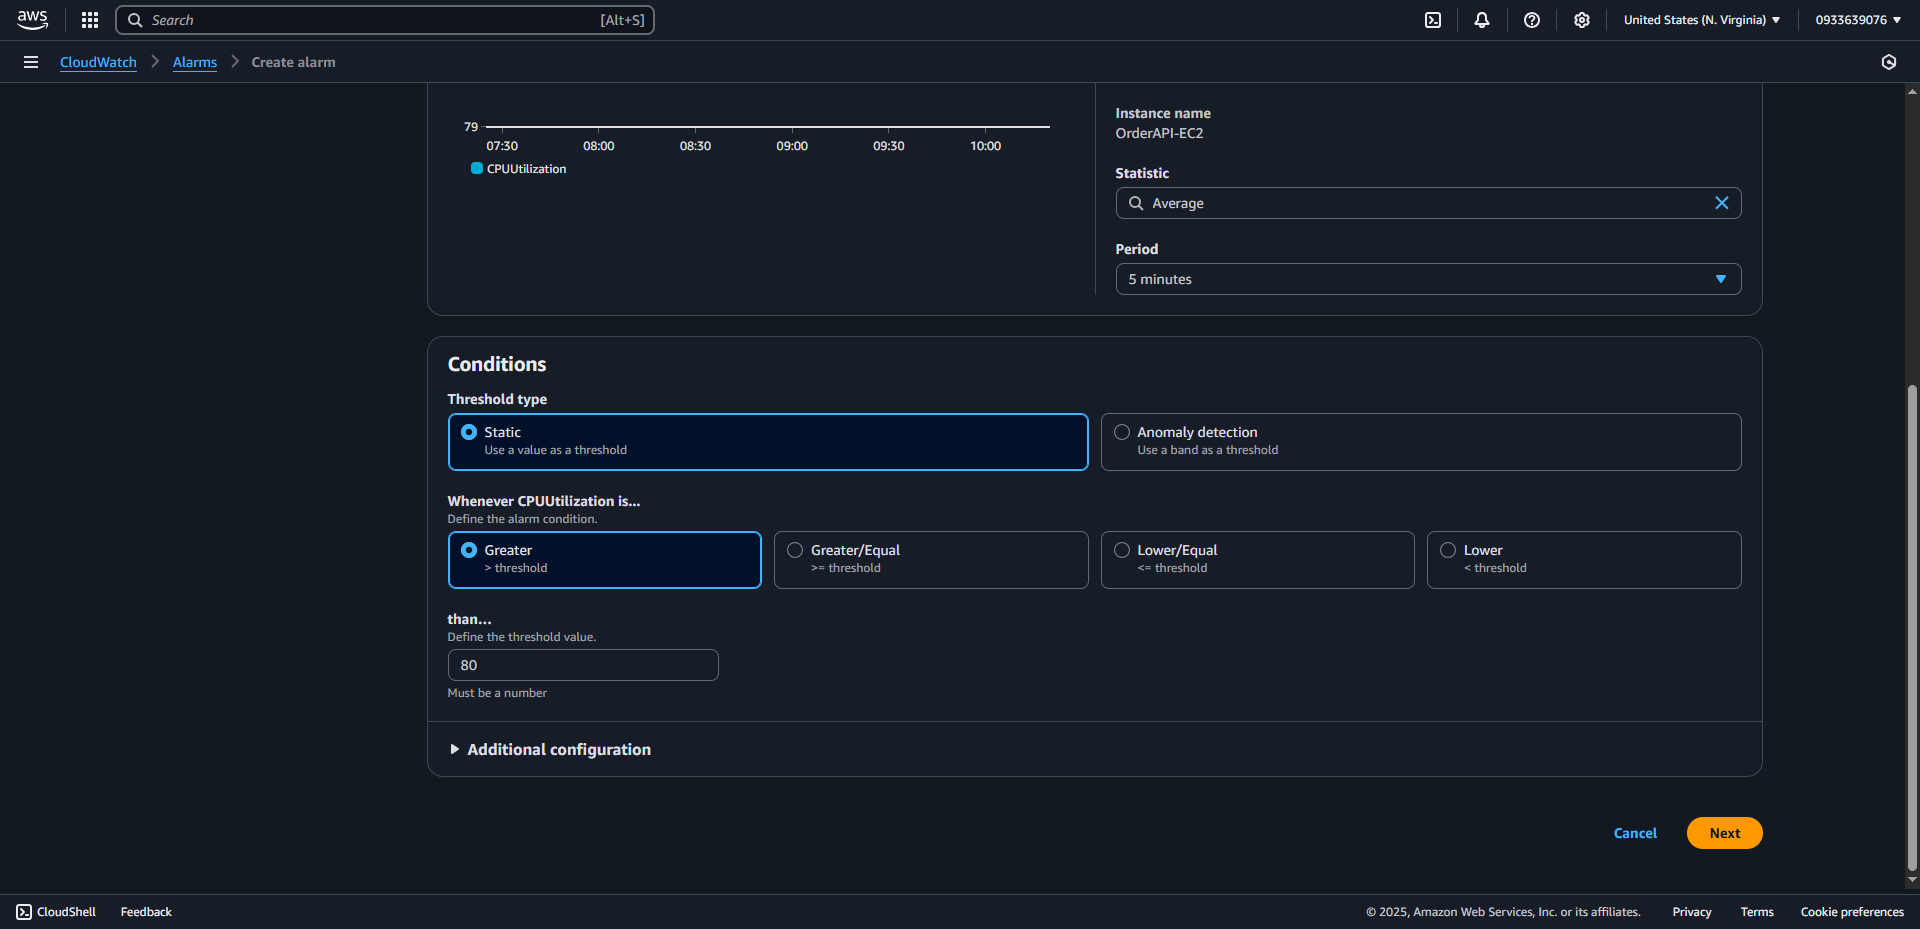 aws
Search [Alt+S]
United States (N. Virginia) 0933639076
CloudWatch Alarms Create alarm
79
07:30 08:00 08:30 09:00 09:30 10:00
CPUUtilization
Instance name
OrderAPI-EC2
Statistic
Average
Period
5 minutes
Conditions
Threshold type
Static
Use a value as a threshold
Anomaly detection
Use a band as a threshold
Whenever CPUUtilization is...
Define the alarm condition.
Greater
> threshold
Greater/Equal
>= threshold
Lower/Equal
<= threshold
Lower
< threshold
than...
Define the threshold value.
80
Must be a number
Additional configuration
Cancel Next
CloudShell Feedback © 2025, Amazon Web Services, Inc. or its affiliates. Privacy Terms Cookie preferences